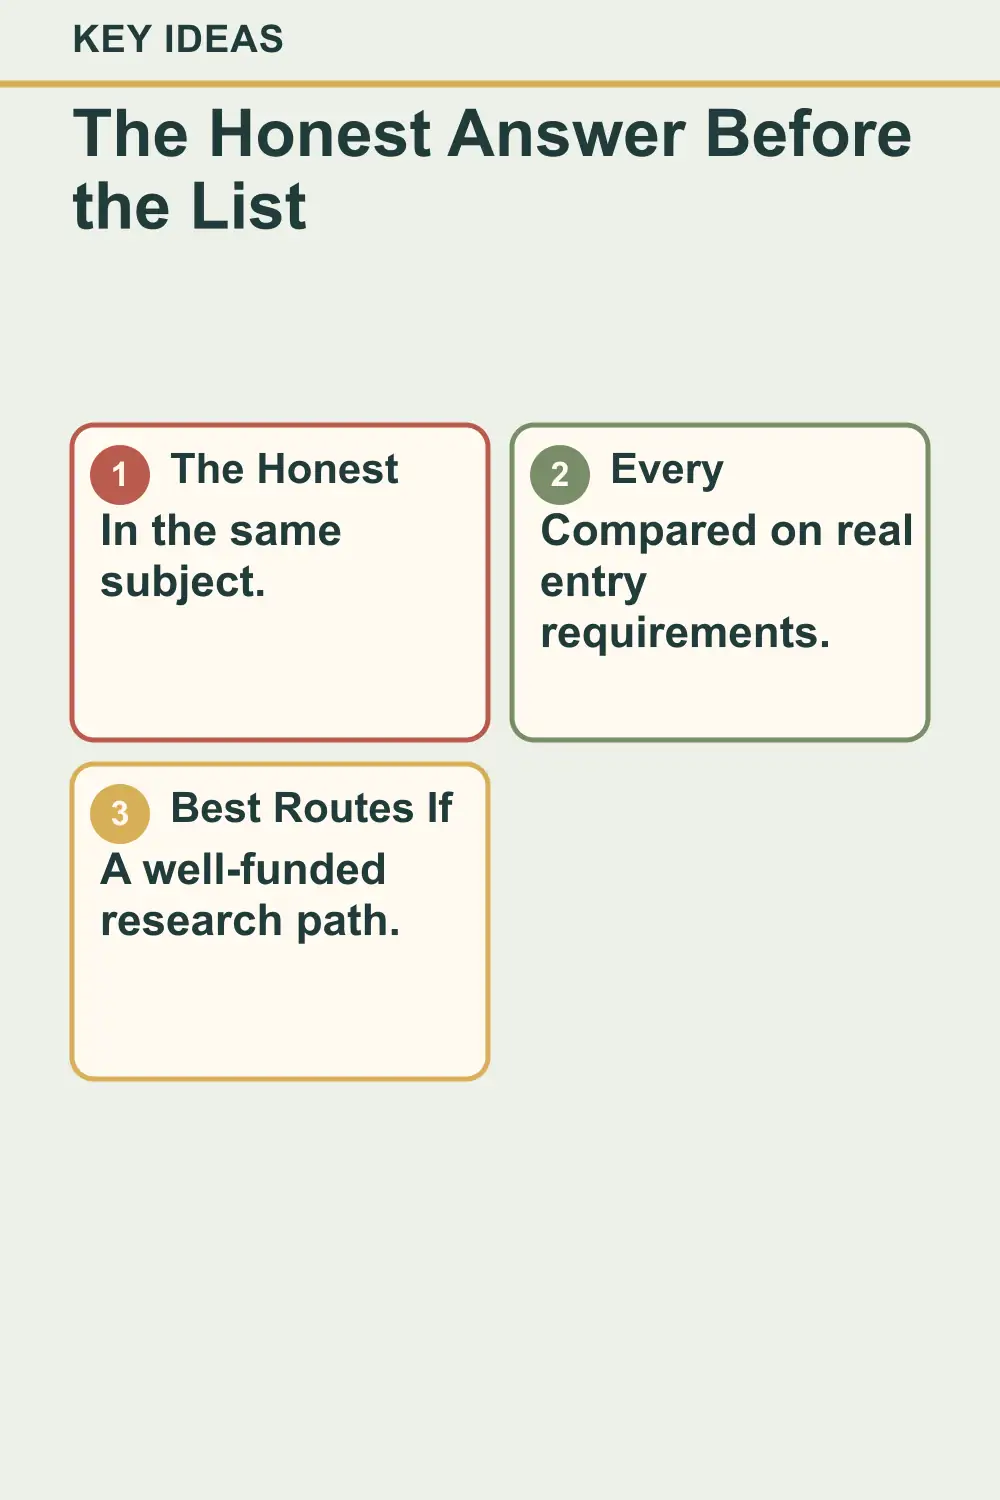 KEY IDEAS
The Honest Answer Before
the List
1 The Honest
In the same
subject.
2 Every
Compared on real
entry
requirements.
3 Best Routes If
A well-funded
research path.